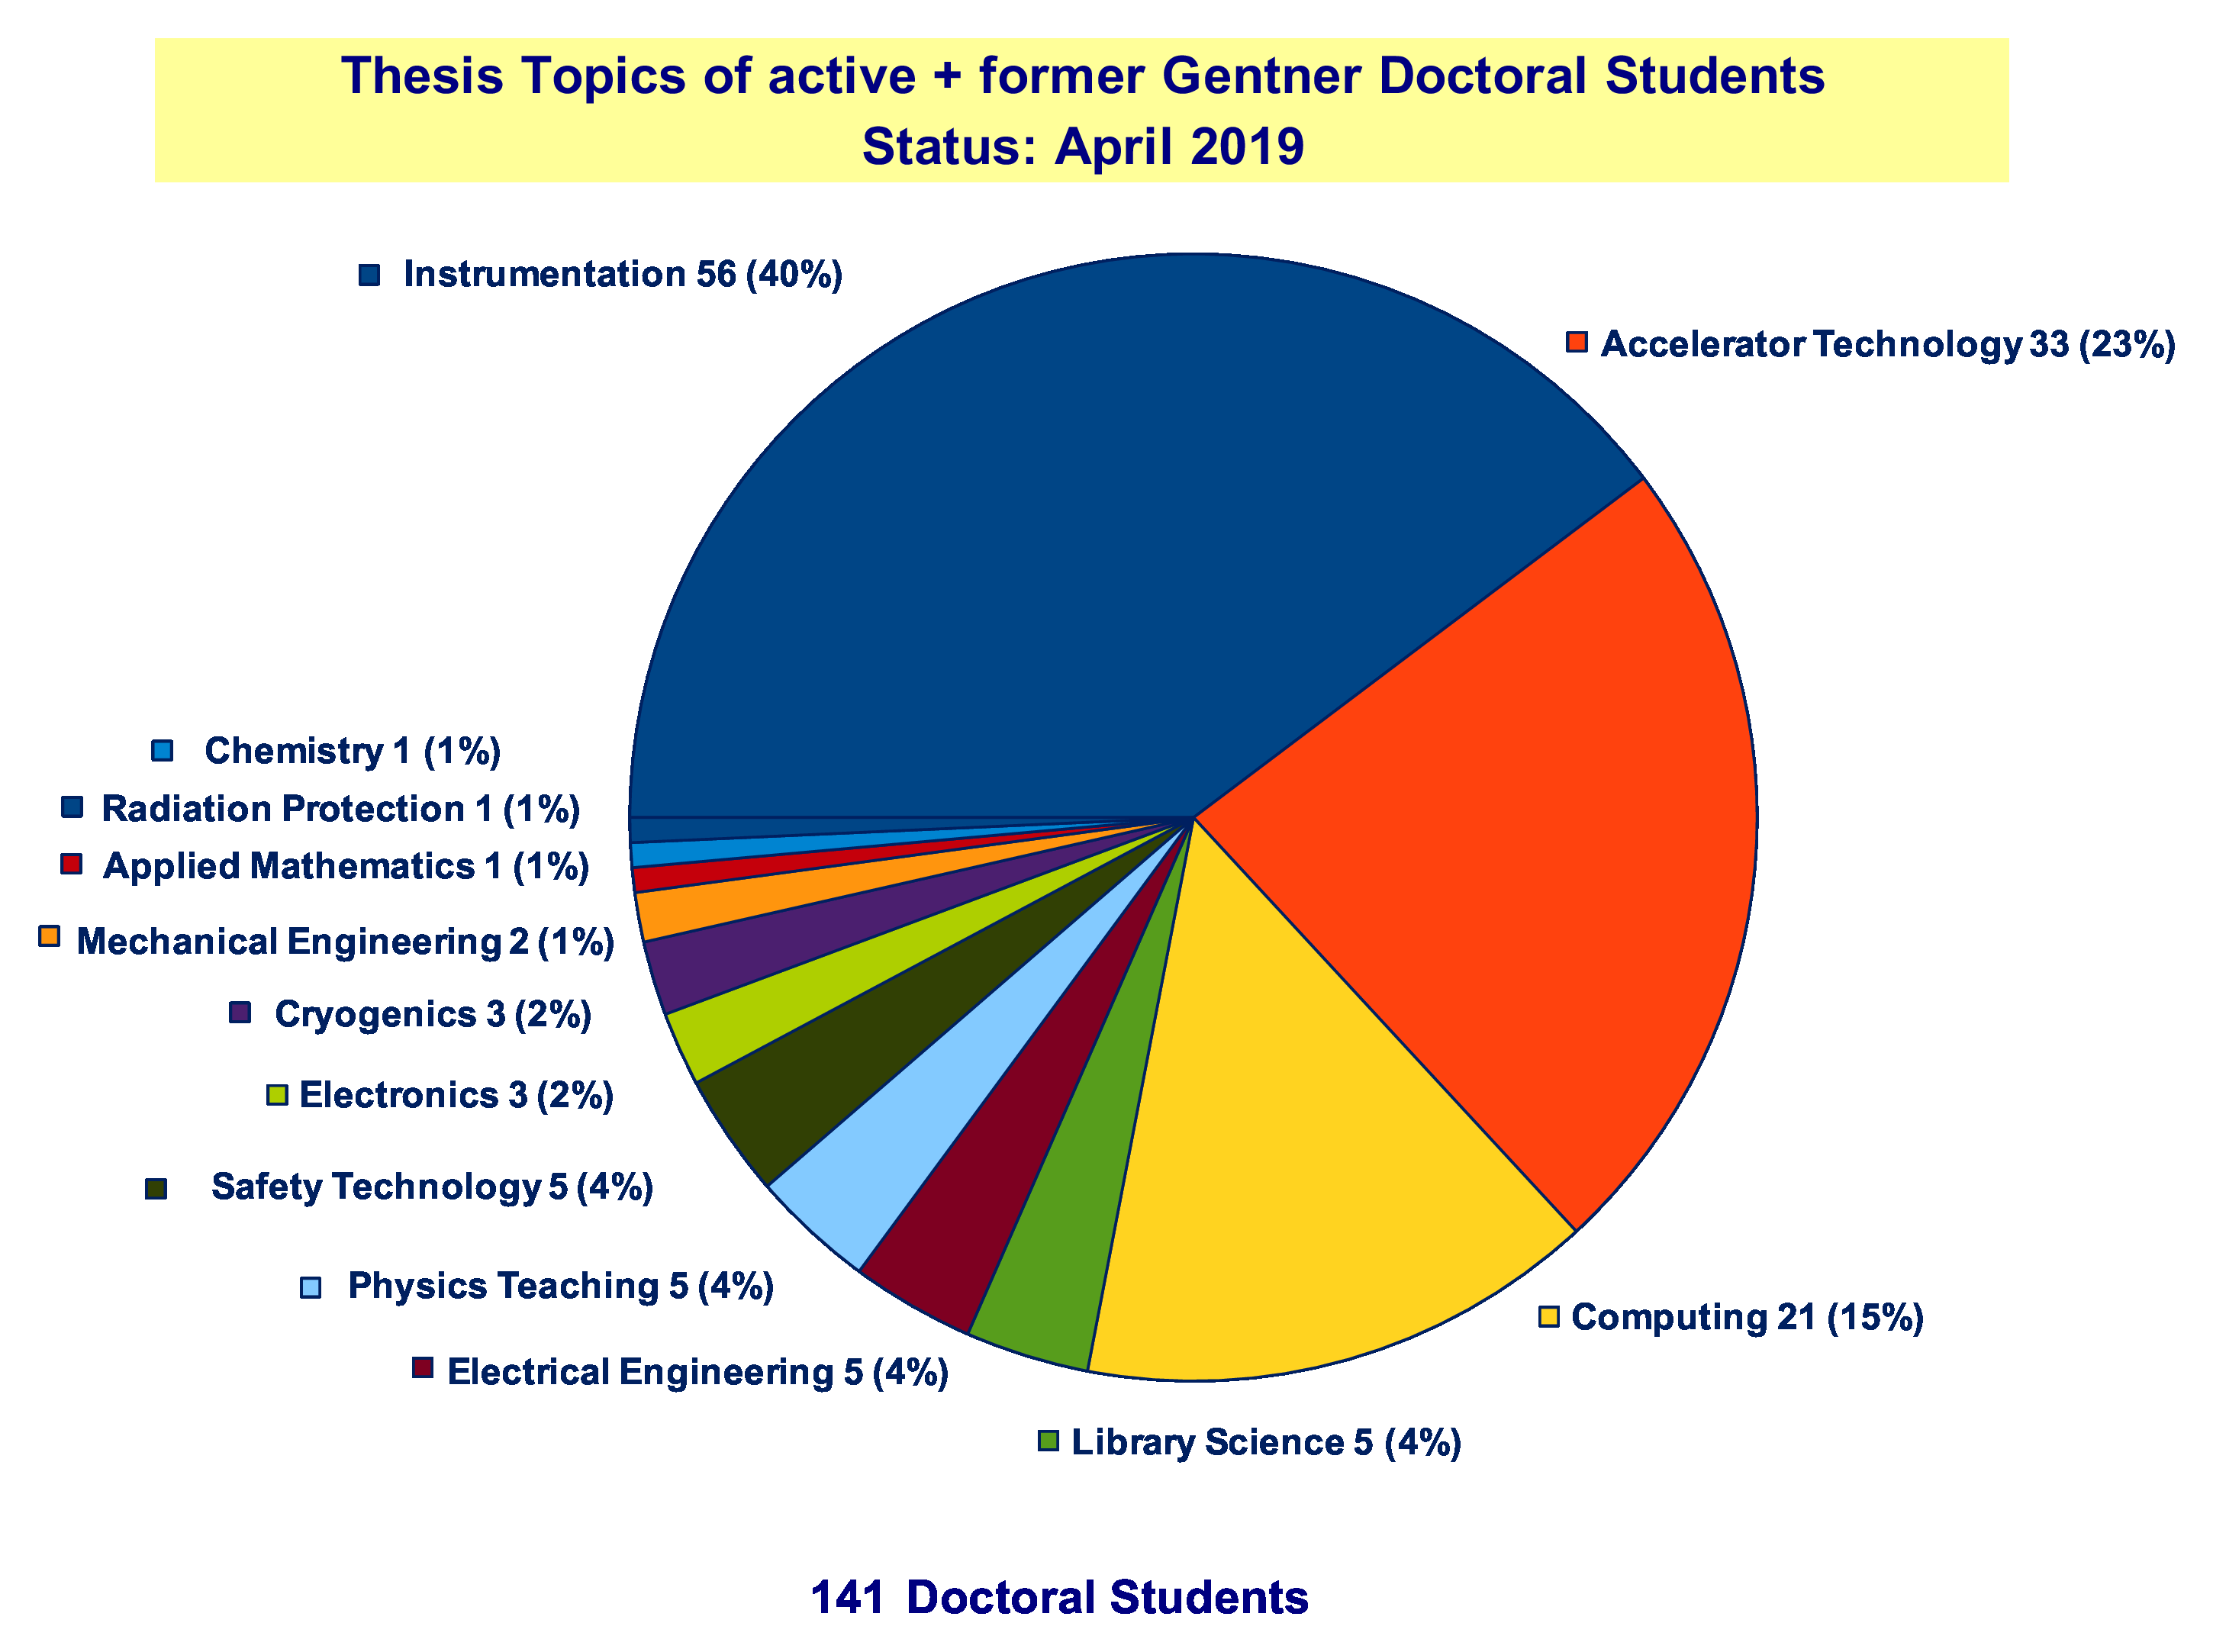 Thesis Topics of active + former Gentner Doctoral Students
Status: April 2019
Instrumentation 56 (40%)
Accelerator Technology 33 (23%)
Chemistry 1 (1%)
Radiation Protection 1 (1%)
Applied Mathematics 1 (1%)
Mechanical Engineering 2 (1%)
Cryogenics 3 (2%)
Electronics 3 (2%)
Safety Technology 5 (4%)
Physics Teaching 5 (4%)
Computing 21 (15%)
Electrical Engineering 5 (4%)
Library Science 5 (4%)
141 Doctoral Students